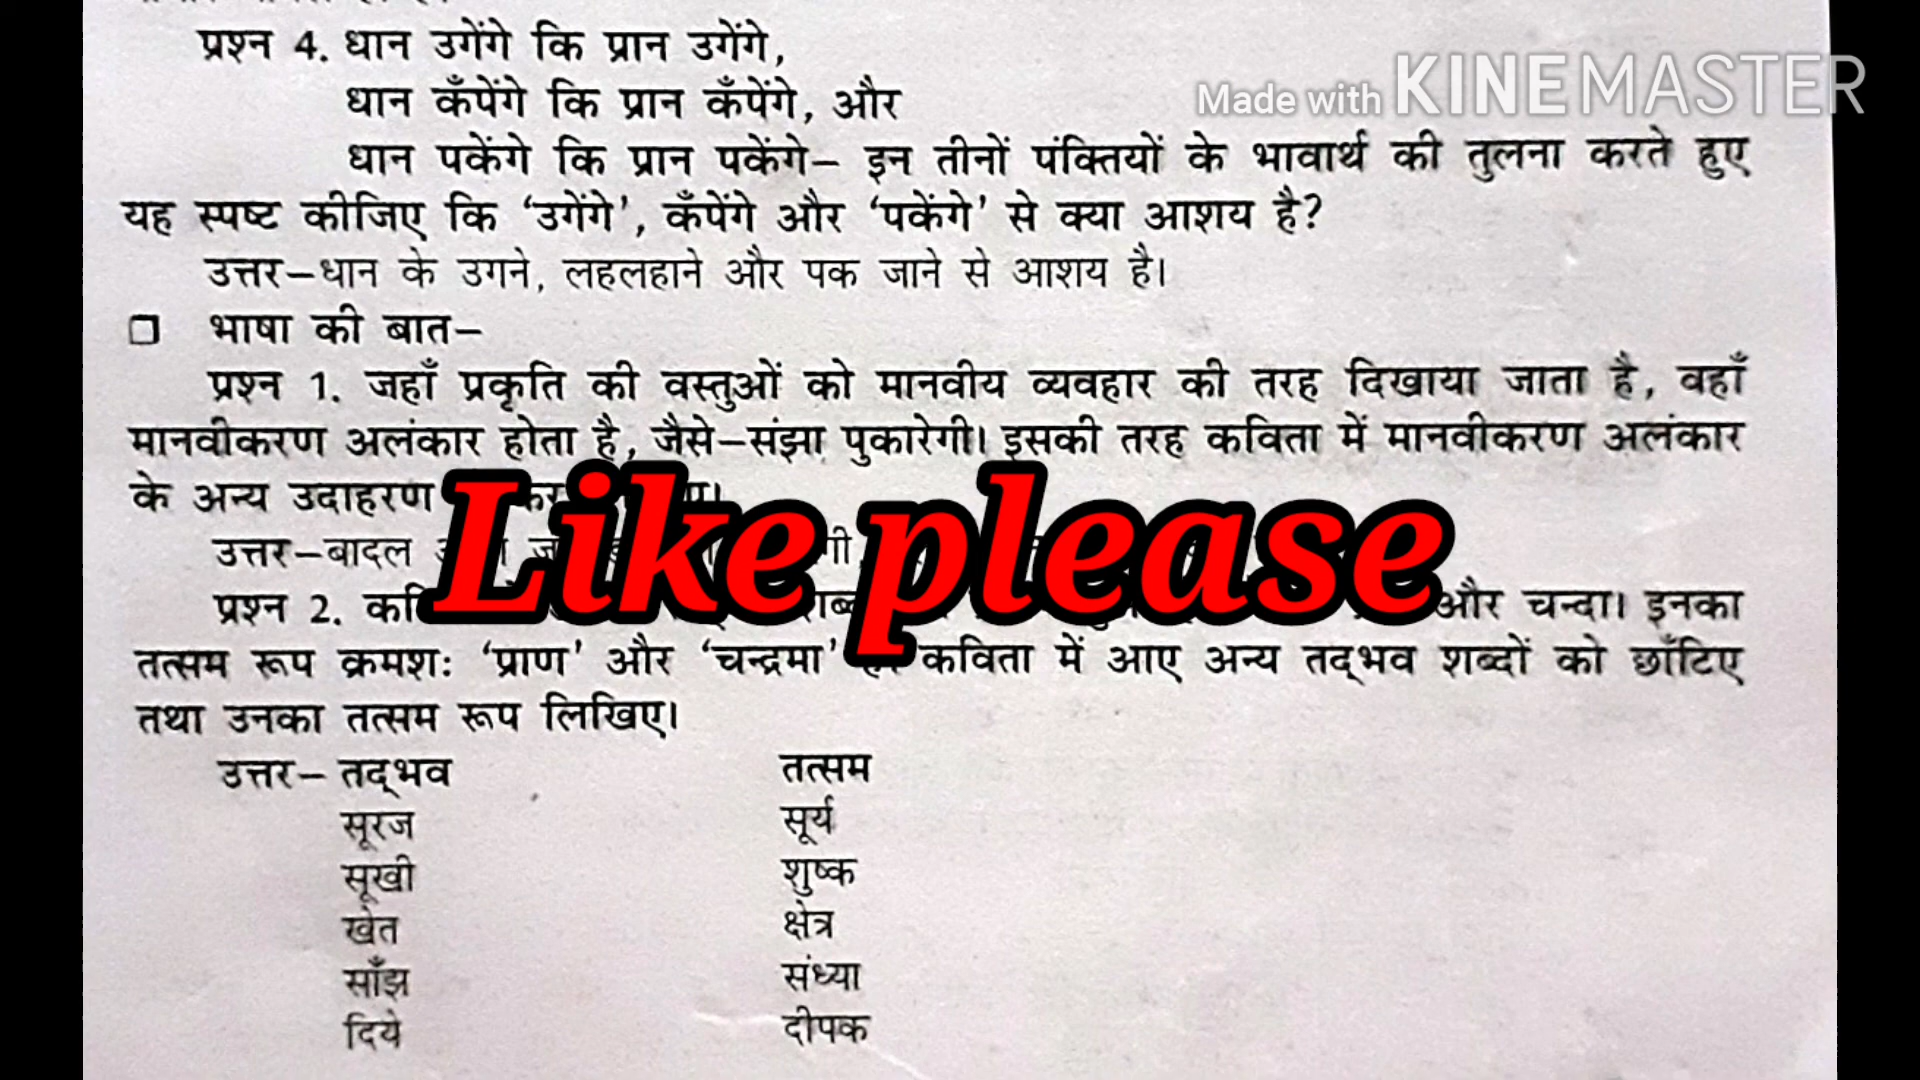 प्रश्न 4. धान उगेंगे कि प्रान उगेंगे,
धान कँपेंगे कि प्रान कँपेंगे, और
Made with KINEMASTER
धान पकेंगे कि प्रान पकेंगे– इन तीनों पंक्तियों के भावार्थ की तुलना करते हुए
यह स्पष्ट कीजिए कि ‘उगेंगे’, कँपेंगे और ‘पकेंगे’ से क्या आशय है?
उत्तर–धान के उगने, लहलहाने और पक जाने से आशय है।
भाषा की बात–
प्रश्न 1. जहाँ प्रकृति की वस्तुओं को मानवीय व्यवहार की तरह दिखाया जाता है, वहाँ
मानवीकरण अलंकार होता है, जैसे–संझा पुकारेगी। इसकी तरह कविता में मानवीकरण अलंकार
के अन्य उदाहरण
Like please
उत्तर–बादल
प्रश्न 2. और चन्दा। इनका
तत्सम रूप क्रमशः ‘प्राण’ और ‘चन्द्रमा’ कविता में आए अन्य तद्भव शब्दों को छाँटिए
तथा उनका तत्सम रूप लिखिए।
उत्तर– तद्भव तत्सम
सूरज सूर्य
सूखी शुष्क
खेत क्षेत्र
साँझ संध्या
दिये दीपक